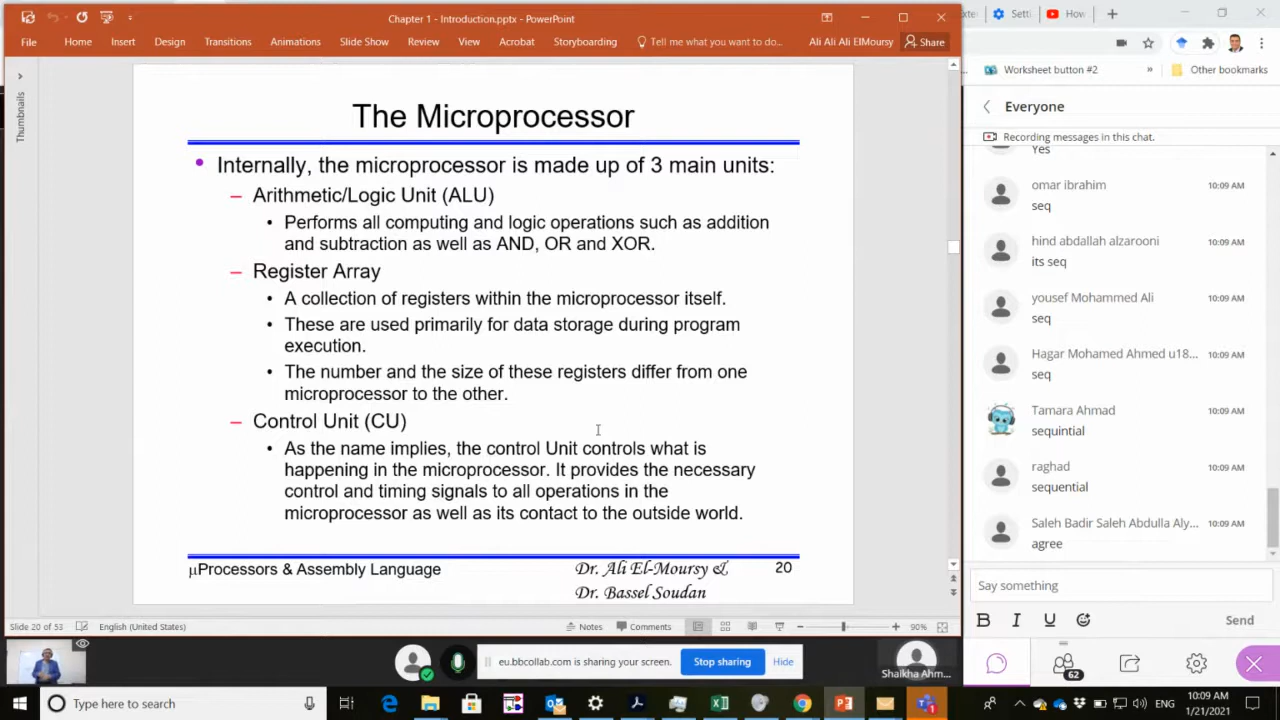 Chapter 1 - Introduction.pptx - PowerPoint
File Home Insert Design Transitions Animations Slide Show Review View Acrobat Storyboarding Tell me what you want to do... Ali Ali Ali ElMoursy Share
Thumbnails
The Microprocessor
• Internally, the microprocessor is made up of 3 main units:
– Arithmetic/Logic Unit (ALU)
• Performs all computing and logic operations such as addition
and subtraction as well as AND, OR and XOR.
– Register Array
• A collection of registers within the microprocessor itself.
• These are used primarily for data storage during program
execution.
• The number and the size of these registers differ from one
microprocessor to the other.
– Control Unit (CU)
• As the name implies, the control Unit controls what is
happening in the microprocessor. It provides the necessary
control and timing signals to all operations in the
microprocessor as well as its contact to the outside world.
µProcessors & Assembly Language
Dr. Ali El-Moursy &
Dr. Bassel Soudan
20
Slide 20 of 53 English (United States) Notes Comments 90%
Setti How
Worksheet button #2 » Other bookmarks
Everyone
Recording messages in this chat.
Yes
omar ibrahim 10:09 AM
seq
hind abdallah alzarooni 10:09 AM
its seq
yousef Mohammed Ali 10:09 AM
seq
Hagar Mohamed Ahmed u18... 10:09 AM
seq
Tamara Ahmad 10:09 AM
sequintial
raghad 10:09 AM
sequential
Saleh Badir Saleh Abdulla Aly... 10:09 AM
agree
Say something
B I U Send
62
eu.bbcollab.com is sharing your screen. Stop sharing Hide
Shaikha Ahm...
Type here to search
ENG
10:09 AM
1/21/2021